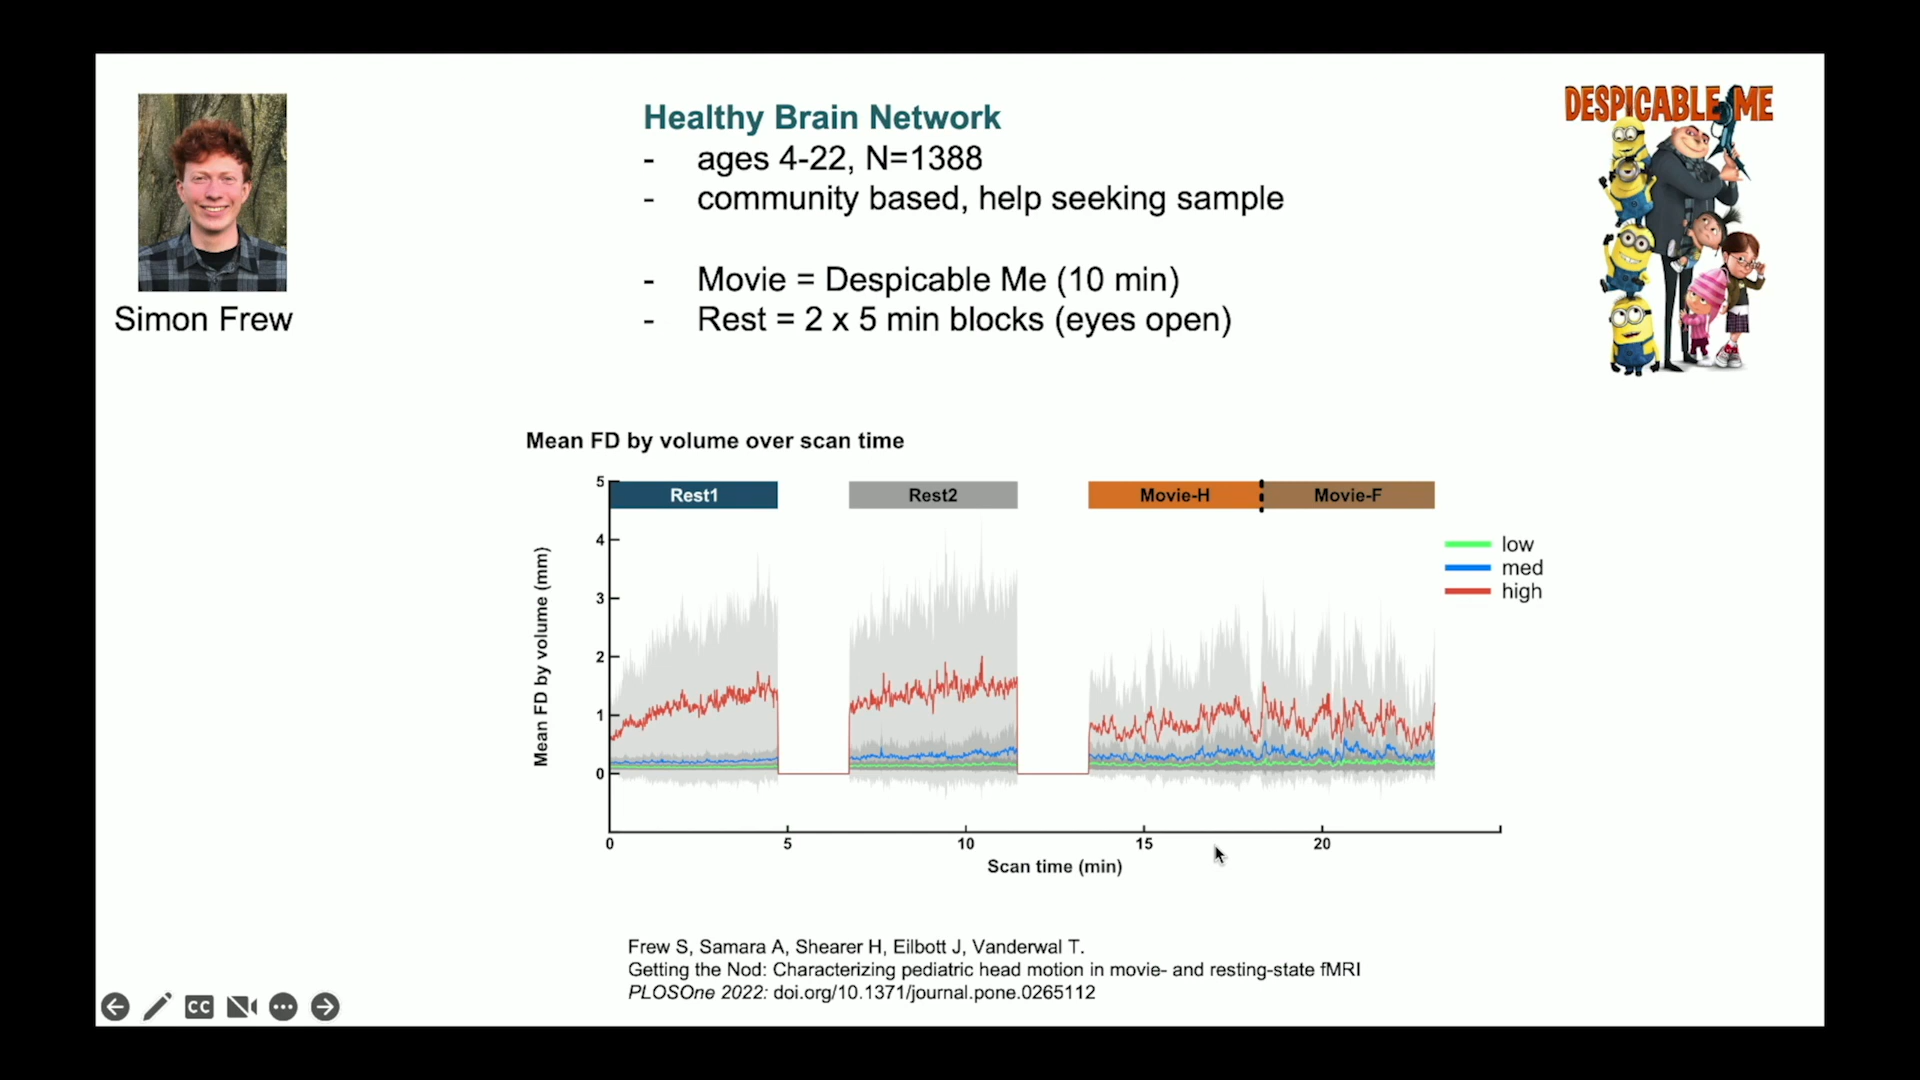 Simon Frew
Healthy Brain Network
- ages 4-22, N=1388
- community based, help seeking sample
- Movie = Despicable Me (10 min)
- Rest = 2 x 5 min blocks (eyes open)
DESPICABLE ME
Mean FD by volume over scan time
Mean FD by volume (mm)
5
4
3
2
1
0
Rest1
Rest2
Movie-H
Movie-F
low
med
high
0
5
10
15
20
Scan time (min)
Frew S, Samara A, Shearer H, Eilbott J, Vanderwal T.
Getting the Nod: Characterizing pediatric head motion in movie- and resting-state fMRI
PLOSOne 2022: doi.org/10.1371/journal.pone.0265112
CC